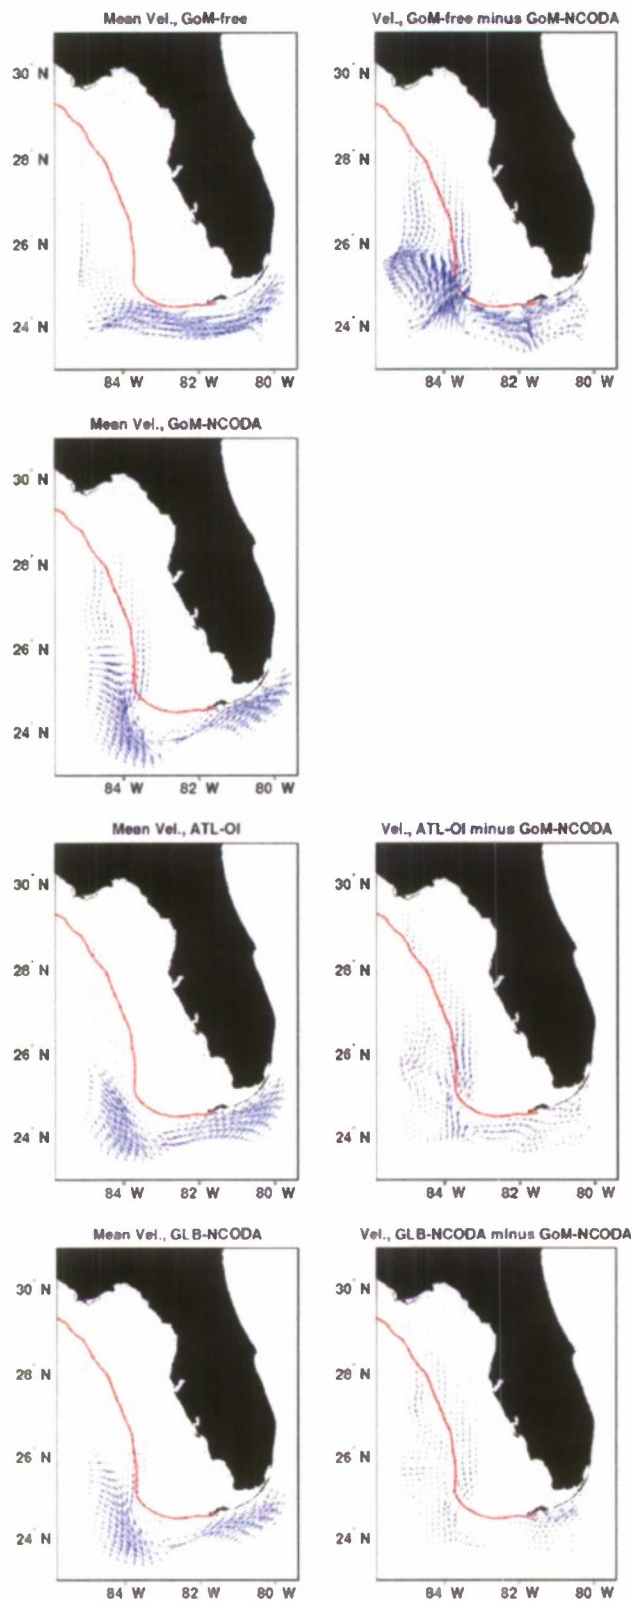 Mean Vel., GoM-free
30° N
28° N
26° N
24° N
84 W 82 W 80 W
Vel., GoM-free minus GoM-NCODA
30° N
28° N
26° N
24° N
84 W 82 W 80 W
Mean Vel., GoM-NCODA
30° N
28° N
26° N
24° N
84 W 82 W 80 W
Mean Vel., ATL-OI
30° N
28° N
26° N
24° N
84 W 82 W 80 W
Vel., ATL-OI minus GoM-NCODA
30° N
28° N
26° N
24° N
84 W 82 W 80 W
Mean Vel., GLB-NCODA
30° N
28° N
26° N
24° N
84 W 82 W 80 W
Vel., GLB-NCODA minus GoM-NCODA
30° N
28° N
26° N
24° N
84 W 82 W 80 W